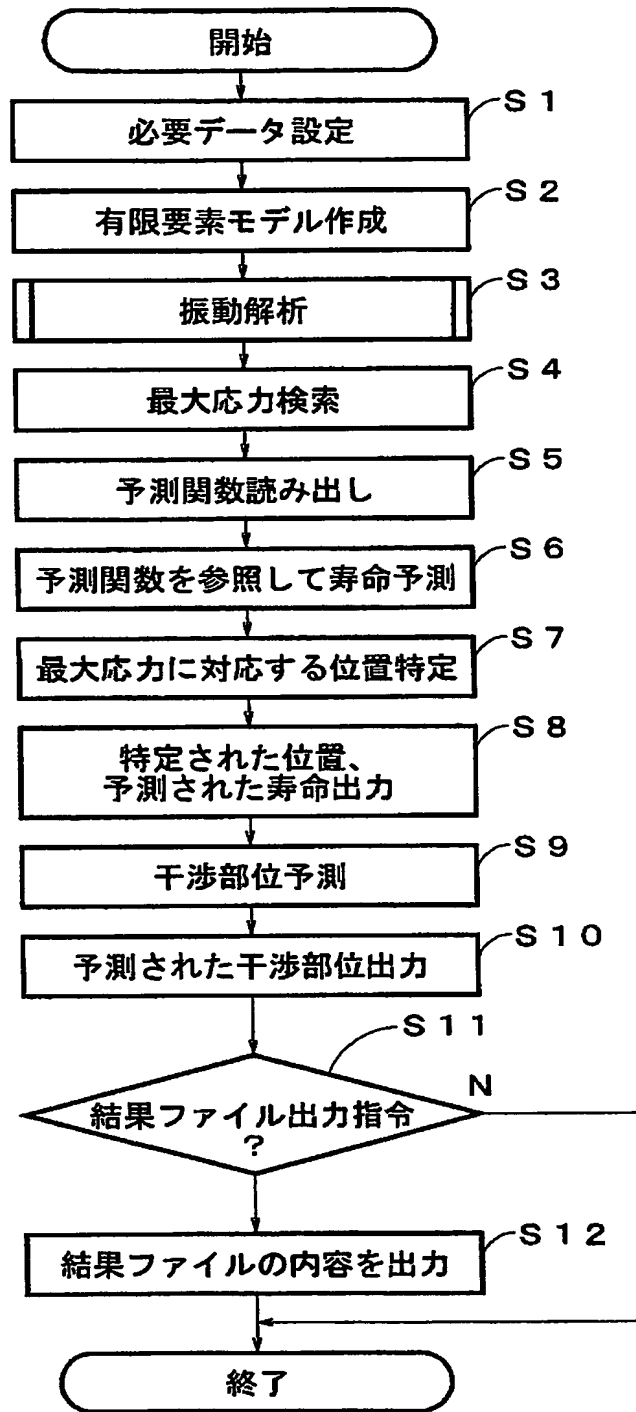 開始
S1
必要データ設定
S2
有限要素モデル作成
S3
振動解析
S4
最大応力検索
S5
予測関数読み出し
S6
予測関数を参照して寿命予測
S7
最大応力に対応する位置特定
S8
特定された位置、
予測された寿命出力
S9
干渉部位予測
S10
予測された干渉部位出力
S11
N
結果ファイル出力指令
?
S12
結果ファイルの内容を出力
終了